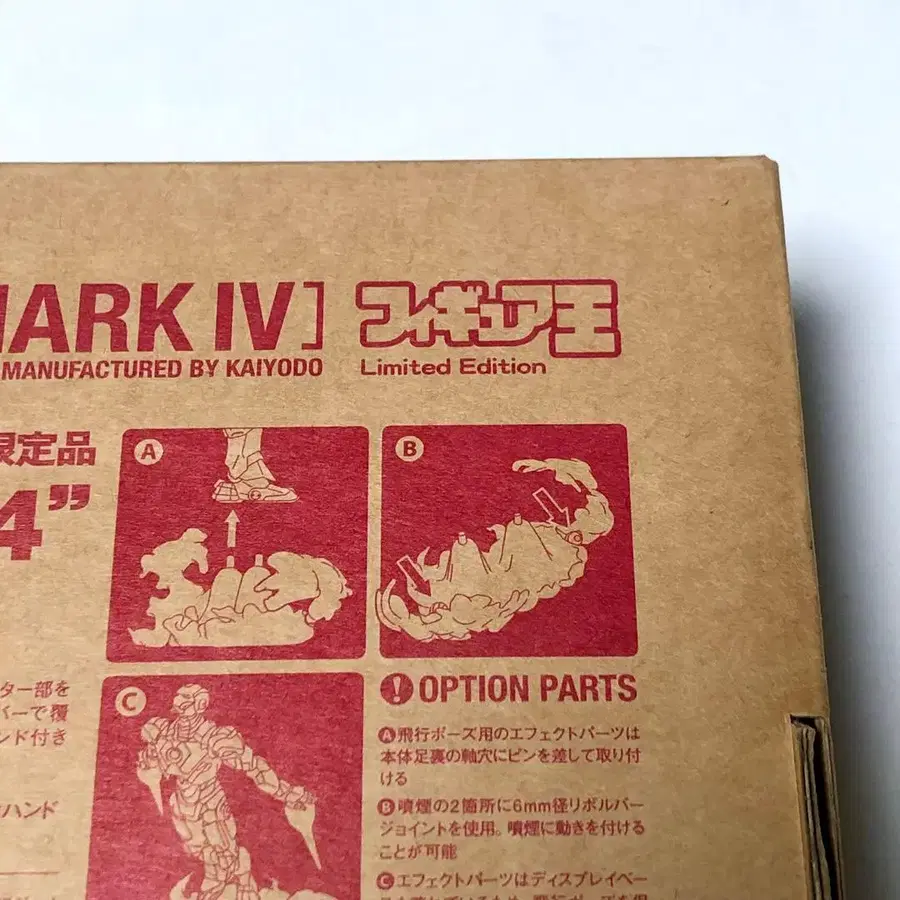 MARK IV]
フィギュア王
MANUFACTURED BY KAIYODO
Limited Edition
限定品
4”
A
B
C
ター部を
バーで覆
ンド付き
ハンド
! OPTION PARTS
A 飛行ポーズ用のエフェクトパーツは
本体足裏の軸穴にピンを差して取り付
ける
B 噴煙の2箇所に6mm径リボルバー
ジョイントを使用。噴煙に動きを付ける
ことが可能
C エフェクトパーツはディスプレイベー